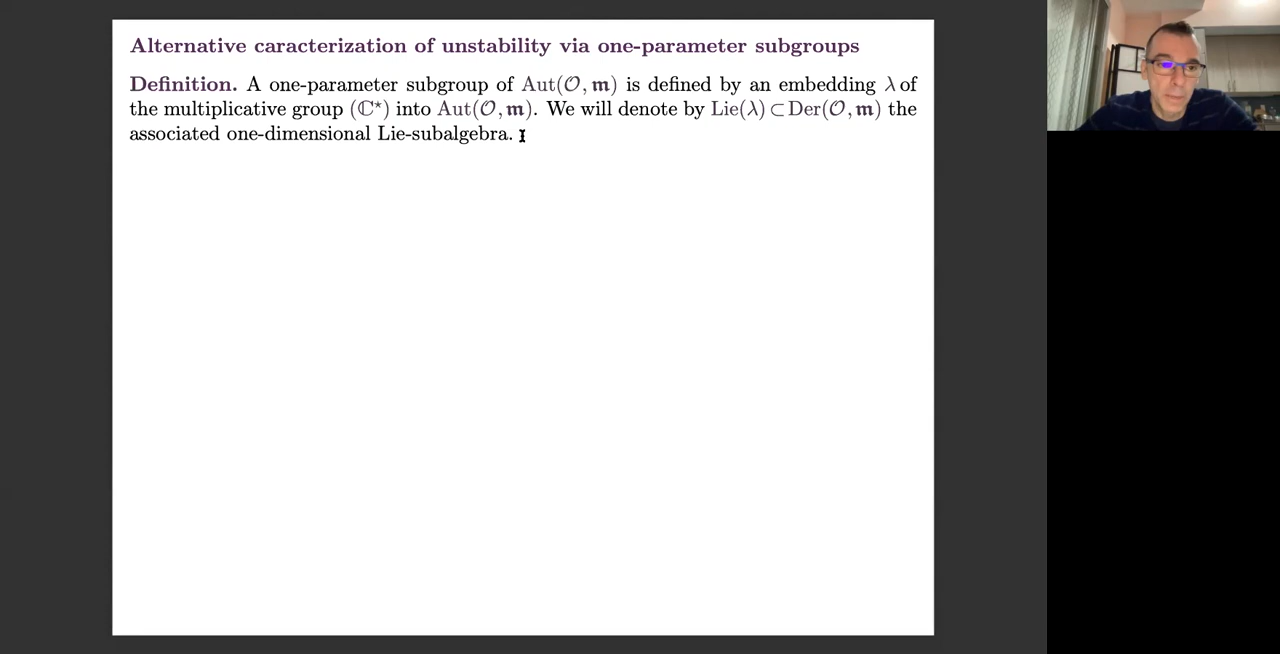 Alternative caracterization of unstability via one-parameter subgroups
Definition. A one-parameter subgroup of Aut(𝒪, 𝔪) is defined by an embedding λ of
the multiplicative group (ℂ*) into Aut(𝒪, 𝔪). We will denote by Lie(λ) ⊂ Der(𝒪, 𝔪) the
associated one-dimensional Lie-subalgebra.